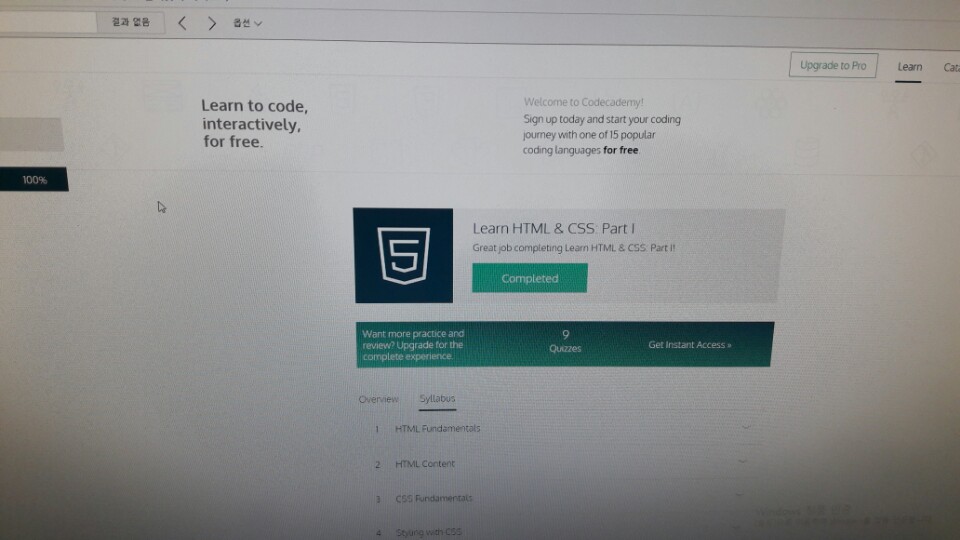 결과 없음
옵션
Upgrade to Pro
Learn
Learn to code,
interactively,
for free.
Welcome to Codecademy!
Sign up today and start your coding
journey with one of 15 popular
coding languages for free.
100%
5
Learn HTML & CSS: Part I
Great job completing Learn HTML & CSS: Part I!
Completed
Want more practice and
review? Upgrade for the
complete experience.
9
Quizzes
Get Instant Access »
Overview
Syllabus
1 HTML Fundamentals
2 HTML Content
3 CSS Fundamentals
4 Styling with CSS